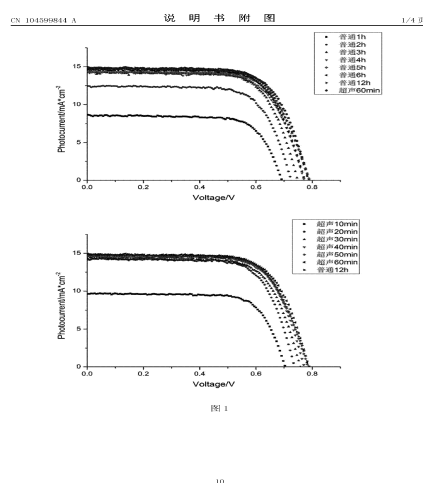 CN 104599844 A
说 明 书 附 图
1/4 页
普通1h
普通2h
普通3h
普通4h
普通5h
普通6h
普通12h
超声60min
15
10
5
0
Photocurrent/mA*cm-2
0.0 0.2 0.4 0.6 0.8
Voltage/V
超声10min
超声20min
超声30min
超声40min
超声50min
超声60min
普通12h
15
10
5
0
Photocurrent/mA*cm-2
0.0 0.2 0.4 0.6 0.8
Voltage/V
图 1
10